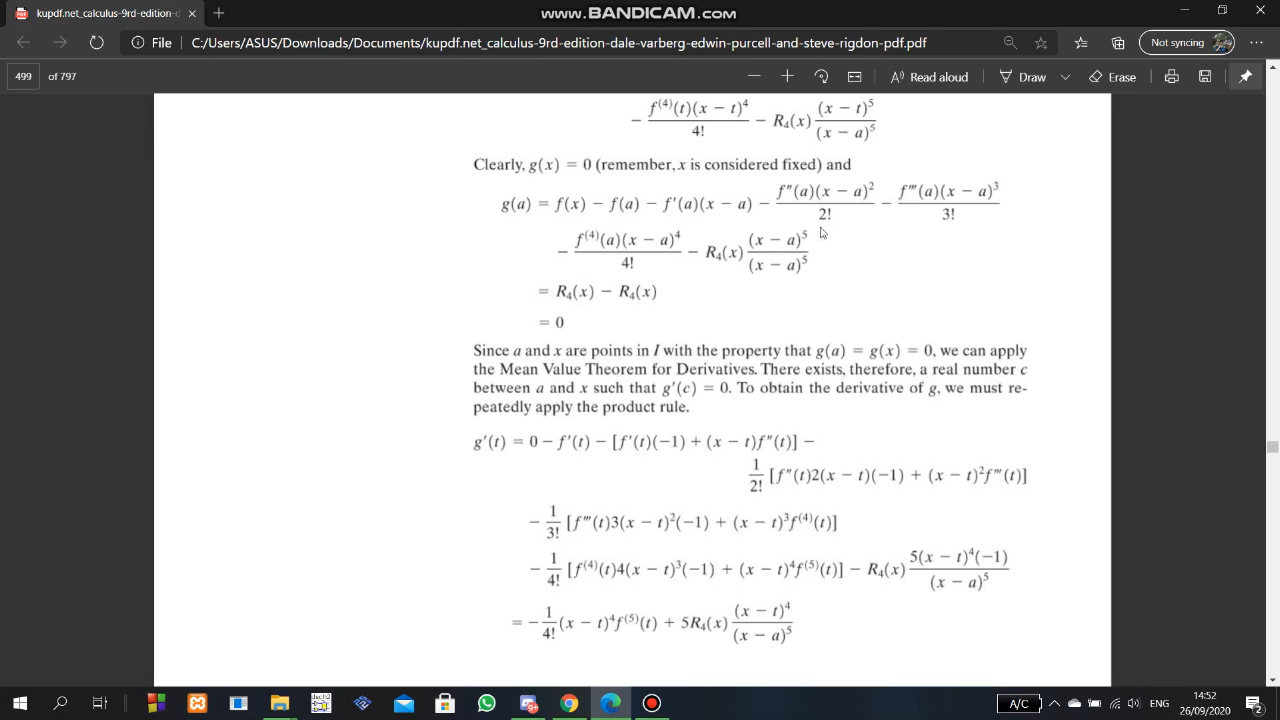 www.BANDICAM.com
kupdf.net_calculus-9rd-edition-d
File C:/Users/ASUS/Downloads/Documents/kupdf.net_calculus-9rd-edition-dale-varberg-edwin-purcell-and-steve-rigdon-pdf.pdf Not syncing
499 of 797 Read aloud Draw Erase
− f⁽⁴⁾(t)(x − t)⁴/4! − R₄(x) (x − t)⁵/(x − a)⁵
Clearly, g(x) = 0 (remember, x is considered fixed) and
g(a) = f(x) − f(a) − f′(a)(x − a) − f″(a)(x − a)²/2! − f‴(a)(x − a)³/3!
− f⁽⁴⁾(a)(x − a)⁴/4! − R₄(x) (x − a)⁵/(x − a)⁵
= R₄(x) − R₄(x)
= 0
Since a and x are points in I with the property that g(a) = g(x) = 0, we can apply
the Mean Value Theorem for Derivatives. There exists, therefore, a real number c
between a and x such that g′(c) = 0. To obtain the derivative of g, we must re-
peatedly apply the product rule.
g′(t) = 0 − f′(t) − [f′(t)(−1) + (x − t)f″(t)] −
1/2! [f″(t)2(x − t)(−1) + (x − t)²f‴(t)]
− 1/3! [f‴(t)3(x − t)²(−1) + (x − t)³f⁽⁴⁾(t)]
− 1/4! [f⁽⁴⁾(t)4(x − t)³(−1) + (x − t)⁴f⁽⁵⁾(t)] − R₄(x) 5(x − t)⁴(−1)/(x − a)⁵
= − 1/4! (x − t)⁴f⁽⁵⁾(t) + 5R₄(x) (x − t)⁴/(x − a)⁵
A/C 14:52
26/09/2020 2